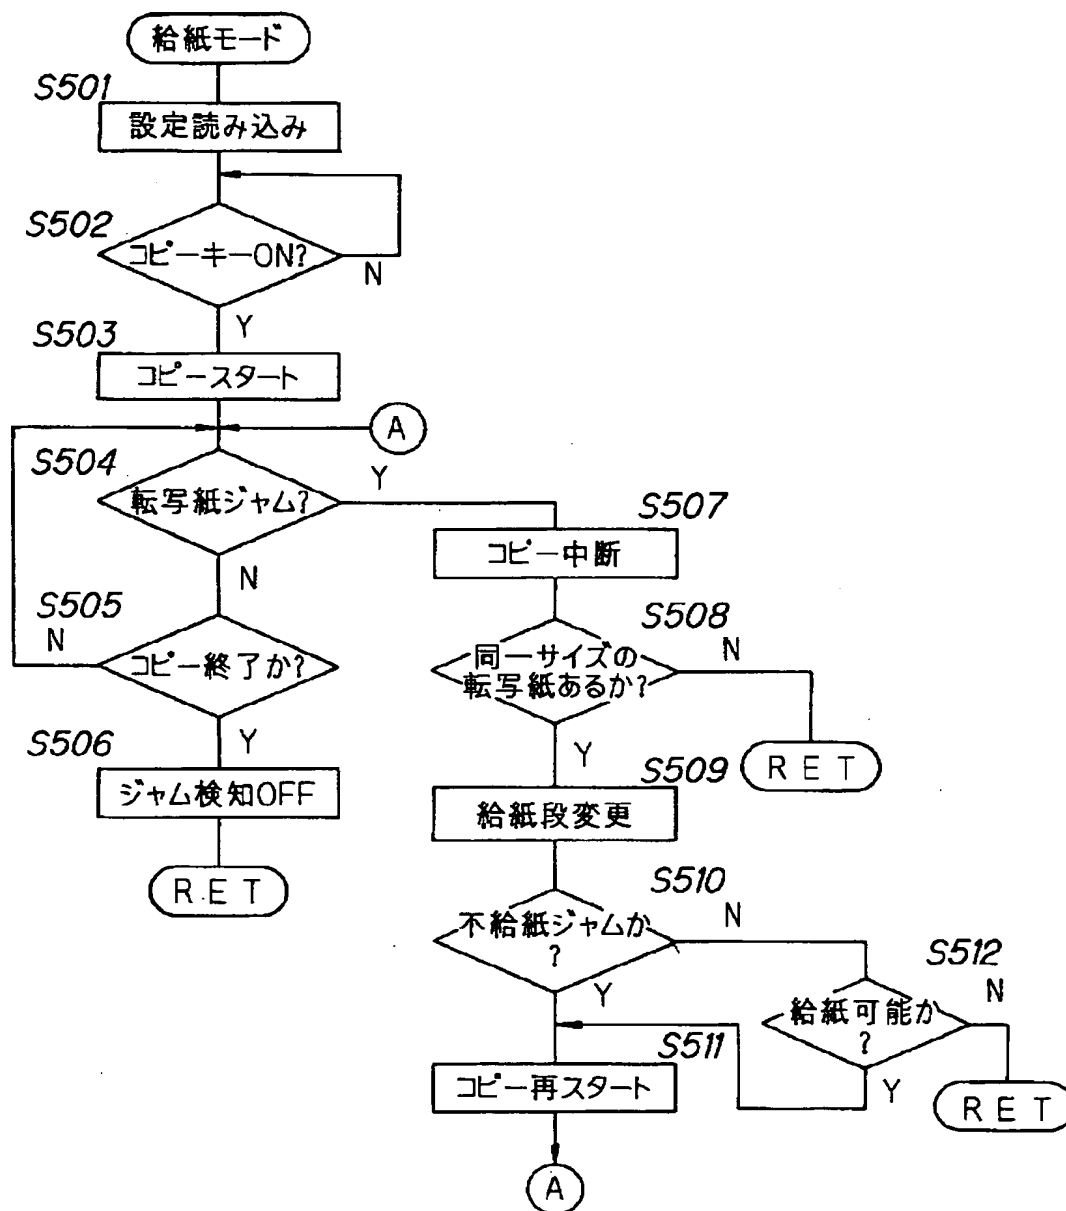 給紙モード
S501
設定読み込み
S502
コピーキーON?
N
Y
S503
コピースタート
A
S504
転写紙ジャム?
Y
N
S505
N
コピー終了か?
Y
S506
ジャム検知OFF
RET
S507
コピー中断
S508
同一サイズの
転写紙あるか?
N
RET
Y
S509
給紙段変更
S510
不給紙ジャムか
?
N
Y
S512
給紙可能か
?
N
RET
Y
S511
コピー再スタート
A